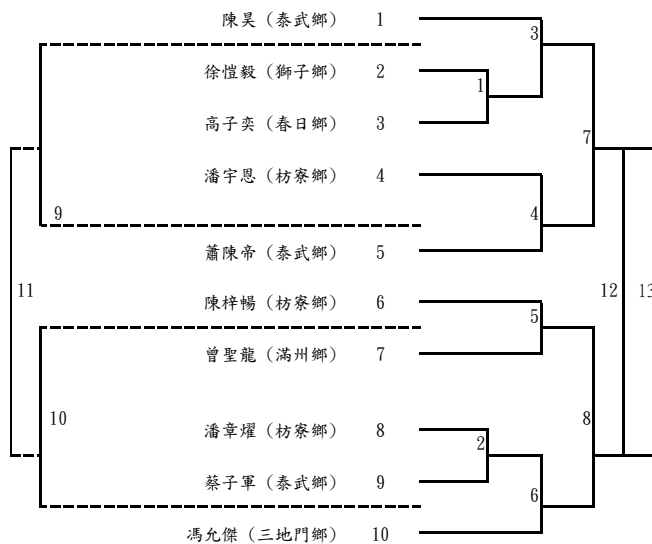 陳昊 (泰武鄉) 1
3
徐愷毅 (獅子鄉) 2
1
高子奕 (春日鄉) 3
7
潘宇恩 (枋寮鄉) 4
9
4
蕭陳帝 (泰武鄉) 5
11
12
13
陳梓暢 (枋寮鄉) 6
5
曾聖龍 (滿州鄉) 7
10
8
潘章燿 (枋寮鄉) 8
2
蔡子軍 (泰武鄉) 9
6
馮允傑 (三地門鄉) 10